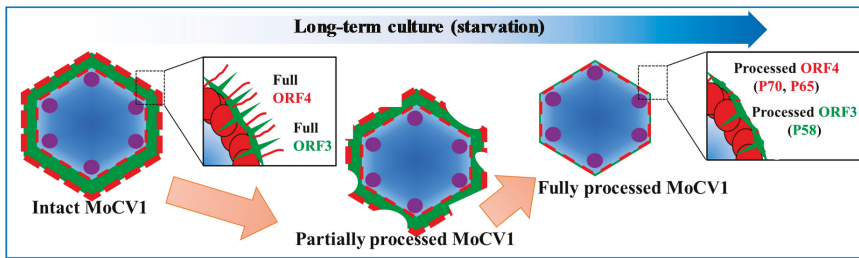 Long-term culture (starvation)
Full
ORF4
Full
ORF3
Processed ORF4
(P70, P65)
Processed ORF3
(P58)
Intact MoCV1
Partially processed MoCV1
Fully processed MoCV1